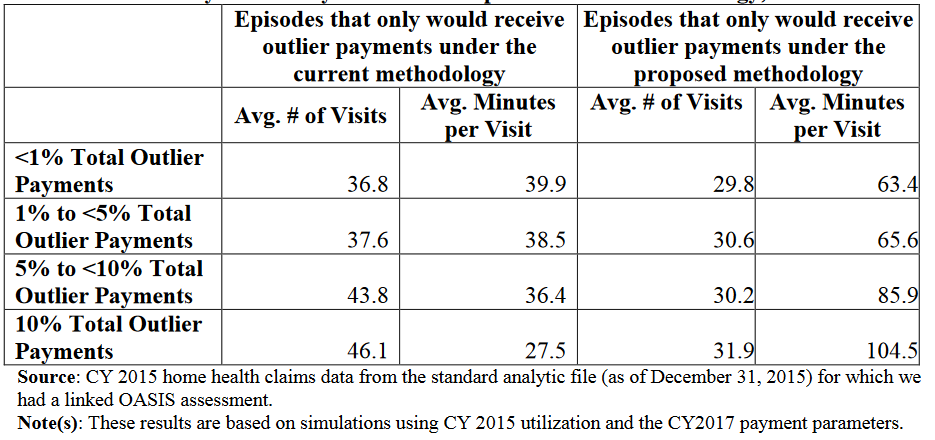 Episodes that only would receive outlier payments under the current methodology
Episodes that only would receive outlier payments under the proposed methodology
Avg. # of Visits
Avg. Minutes per Visit
Avg. # of Visits
Avg. Minutes per Visit
<1% Total Outlier Payments 36.8 39.9 29.8 63.4
1% to <5% Total Outlier Payments 37.6 38.5 30.6 65.6
5% to <10% Total Outlier Payments 43.8 36.4 30.2 85.9
10% Total Outlier Payments 46.1 27.5 31.9 104.5
Source: CY 2015 home health claims data from the standard analytic file (as of December 31, 2015) for which we
had a linked OASIS assessment.
Note(s): These results are based on simulations using CY 2015 utilization and the CY2017 payment parameters.